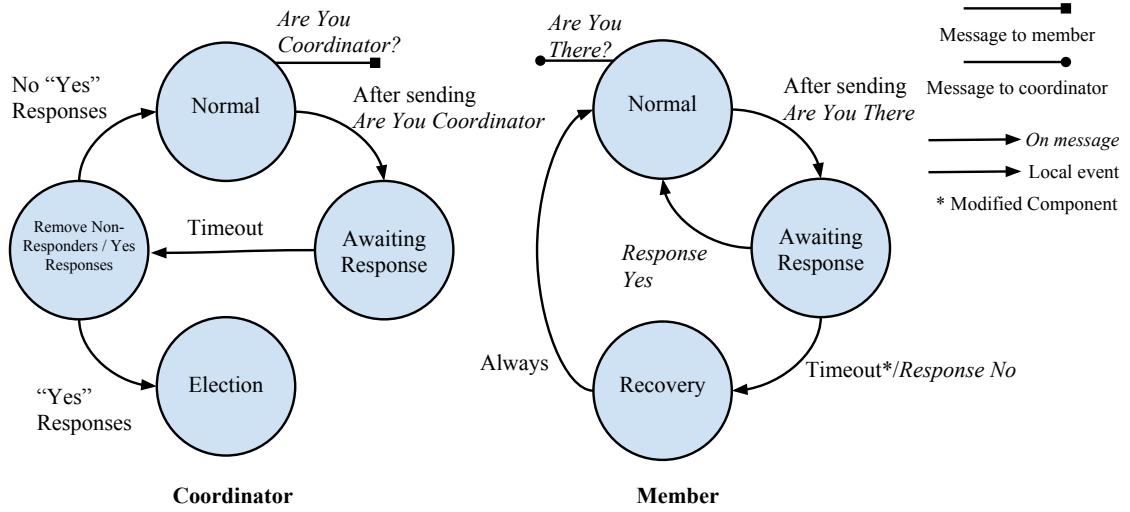 Are You
Coordinator?
No “Yes”
Responses
Normal
After sending
Are You Coordinator
Remove Non-
Responders / Yes
Responses
Timeout
Awaiting
Response
Election
“Yes”
Responses
Coordinator
Are You
There?
Normal
After sending
Are You There
Awaiting
Response
Response
Yes
Always
Recovery
Timeout*/Response No
Member
Message to member
Message to coordinator
On message
Local event
* Modified Component